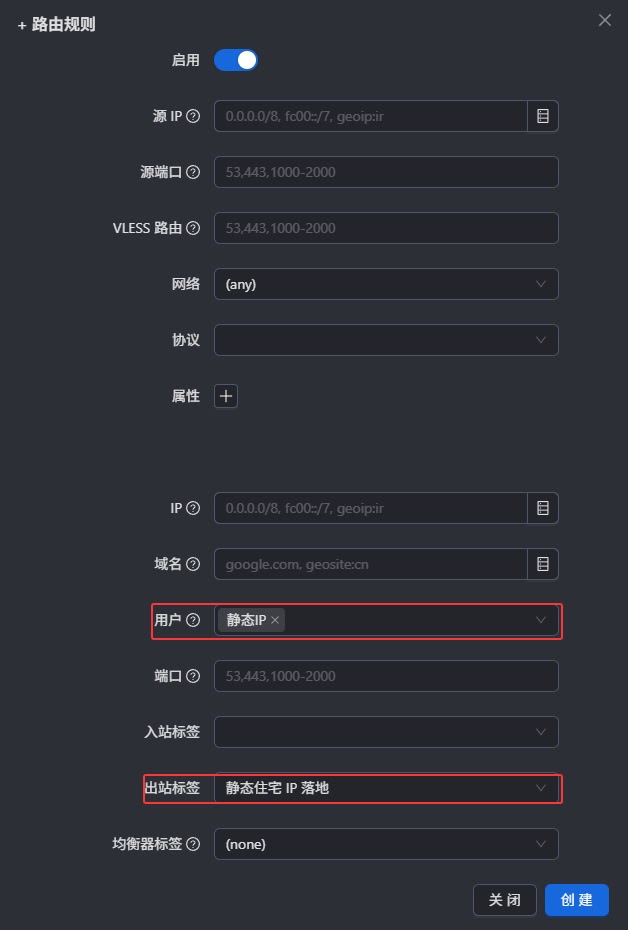 + 路由规则
启用
源 IP
0.0.0.0/8, fc00::/7, geoip:ir
源端口
53,443,1000-2000
VLESS 路由
53,443,1000-2000
网络
(any)
协议
属性
IP
0.0.0.0/8, fc00::/7, geoip:ir
域名
google.com, geosite:cn
用户
静态IP
端口
53,443,1000-2000
入站标签
出站标签
静态住宅 IP 落地
均衡器标签
(none)
关 闭
创 建